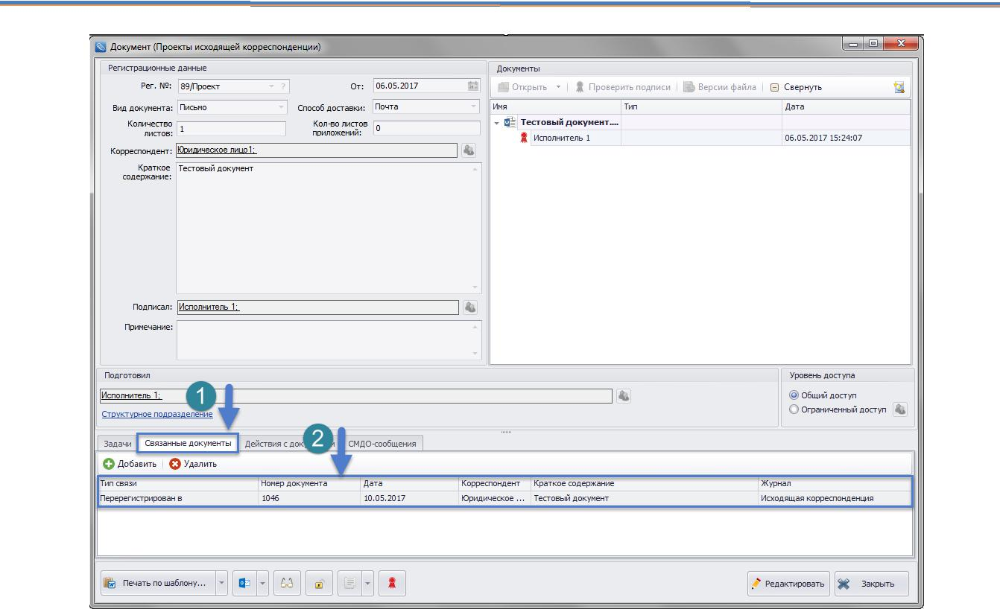 Документ (Проекты исходящей корреспонденции)
Регистрационные данные
Рег. №: 89/Проект ? От: 06.05.2017
Вид документа: Письмо Способ доставки: Почта
Количество листов: 1 Кол-во листов приложений: 0
Корреспондент: Юридическое лицо1;
Краткое содержание: Тестовый документ
Подписал: Исполнитель 1;
Примечание:
Документы
Открыть Проверить подписи Версии файла Свернуть
Имя Тип Дата
Тестовый документ....
Исполнитель 1 06.05.2017 15:24:07
Подготовил
Исполнитель 1;
Структурное подразделение
Уровень доступа
Общий доступ
Ограниченный доступ
1
2
Задачи Связанные документы Действия с СМДО-сообщения
Добавить Удалить
Тип связи Номер документа Дата Корреспондент Краткое содержание Журнал
Перерегистрирован в 1046 10.05.2017 Юридическое ... Тестовый документ Исходящая корреспонденция
Печать по шаблону... Редактировать Закрыть